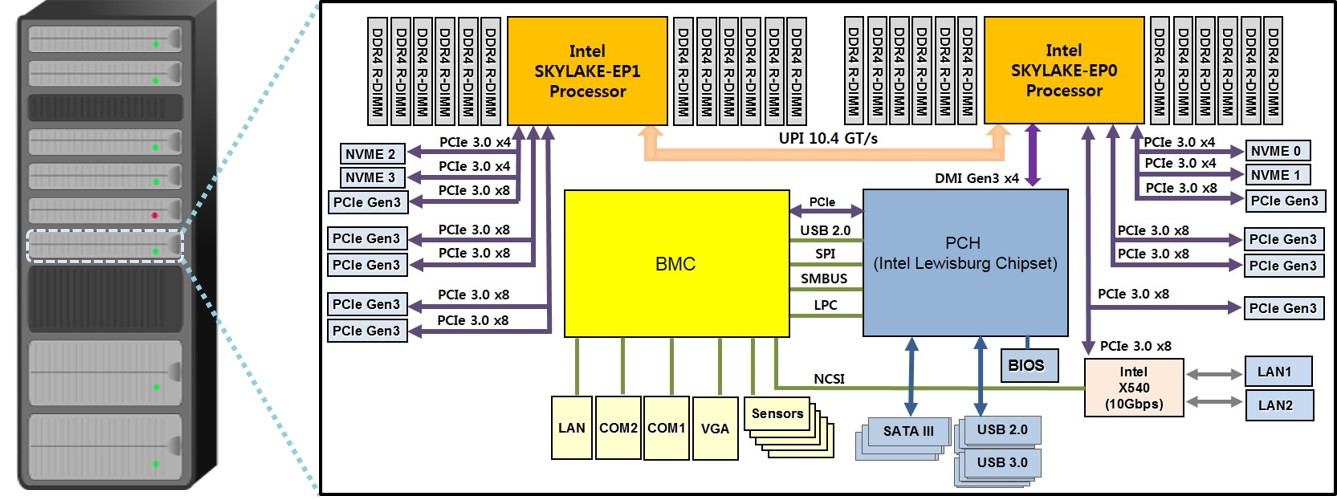 DDR4 R-DIMM
DDR4 R-DIMM
DDR4 R-DIMM
DDR4 R-DIMM
DDR4 R-DIMM
DDR4 R-DIMM
Intel
SKYLAKE-EP1
Processor
DDR4 R-DIMM
DDR4 R-DIMM
DDR4 R-DIMM
DDR4 R-DIMM
DDR4 R-DIMM
DDR4 R-DIMM
DDR4 R-DIMM
DDR4 R-DIMM
DDR4 R-DIMM
DDR4 R-DIMM
DDR4 R-DIMM
DDR4 R-DIMM
Intel
SKYLAKE-EP0
Processor
DDR4 R-DIMM
DDR4 R-DIMM
DDR4 R-DIMM
DDR4 R-DIMM
DDR4 R-DIMM
DDR4 R-DIMM
UPI 10.4 GT/s
NVME 2
PCIe 3.0 x4
NVME 3
PCIe 3.0 x4
PCIe Gen3
PCIe 3.0 x8
PCIe Gen3
PCIe 3.0 x8
PCIe Gen3
PCIe 3.0 x8
PCIe Gen3
PCIe 3.0 x8
PCIe Gen3
PCIe 3.0 x8
PCIe 3.0 x4
NVME 0
PCIe 3.0 x4
NVME 1
PCIe 3.0 x8
PCIe Gen3
PCIe 3.0 x8
PCIe Gen3
PCIe 3.0 x8
PCIe Gen3
PCIe 3.0 x8
PCIe Gen3
PCIe 3.0 x8
DMI Gen3 x4
BMC
PCIe
USB 2.0
SPI
SMBUS
LPC
PCH
(Intel Lewisburg Chipset)
BIOS
NCSI
Intel
X540
(10Gbps)
LAN1
LAN2
LAN
COM2
COM1
VGA
Sensors
SATA III
USB 2.0
USB 3.0